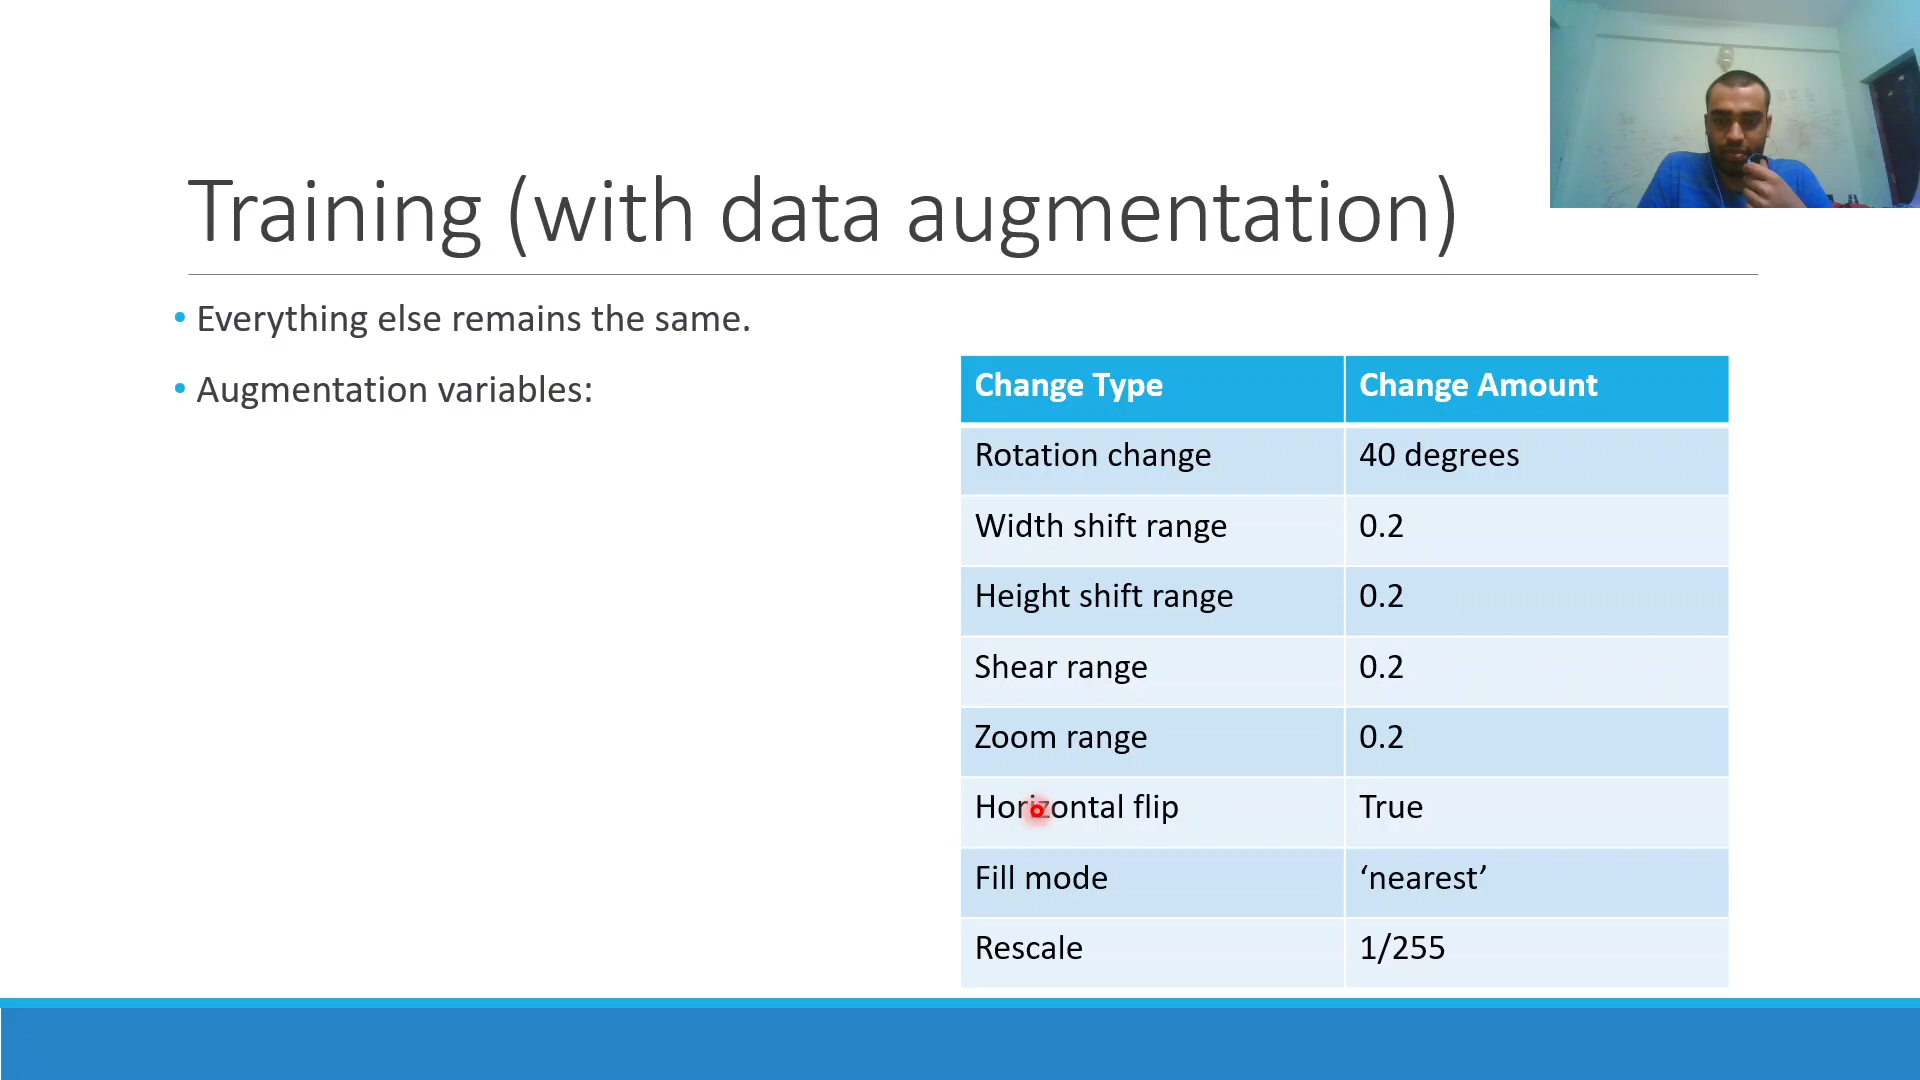 Training (with data augmentation)
• Everything else remains the same.
• Augmentation variables:
Change Type Change Amount
Rotation change 40 degrees
Width shift range 0.2
Height shift range 0.2
Shear range 0.2
Zoom range 0.2
Horizontal flip True
Fill mode ‘nearest’
Rescale 1/255